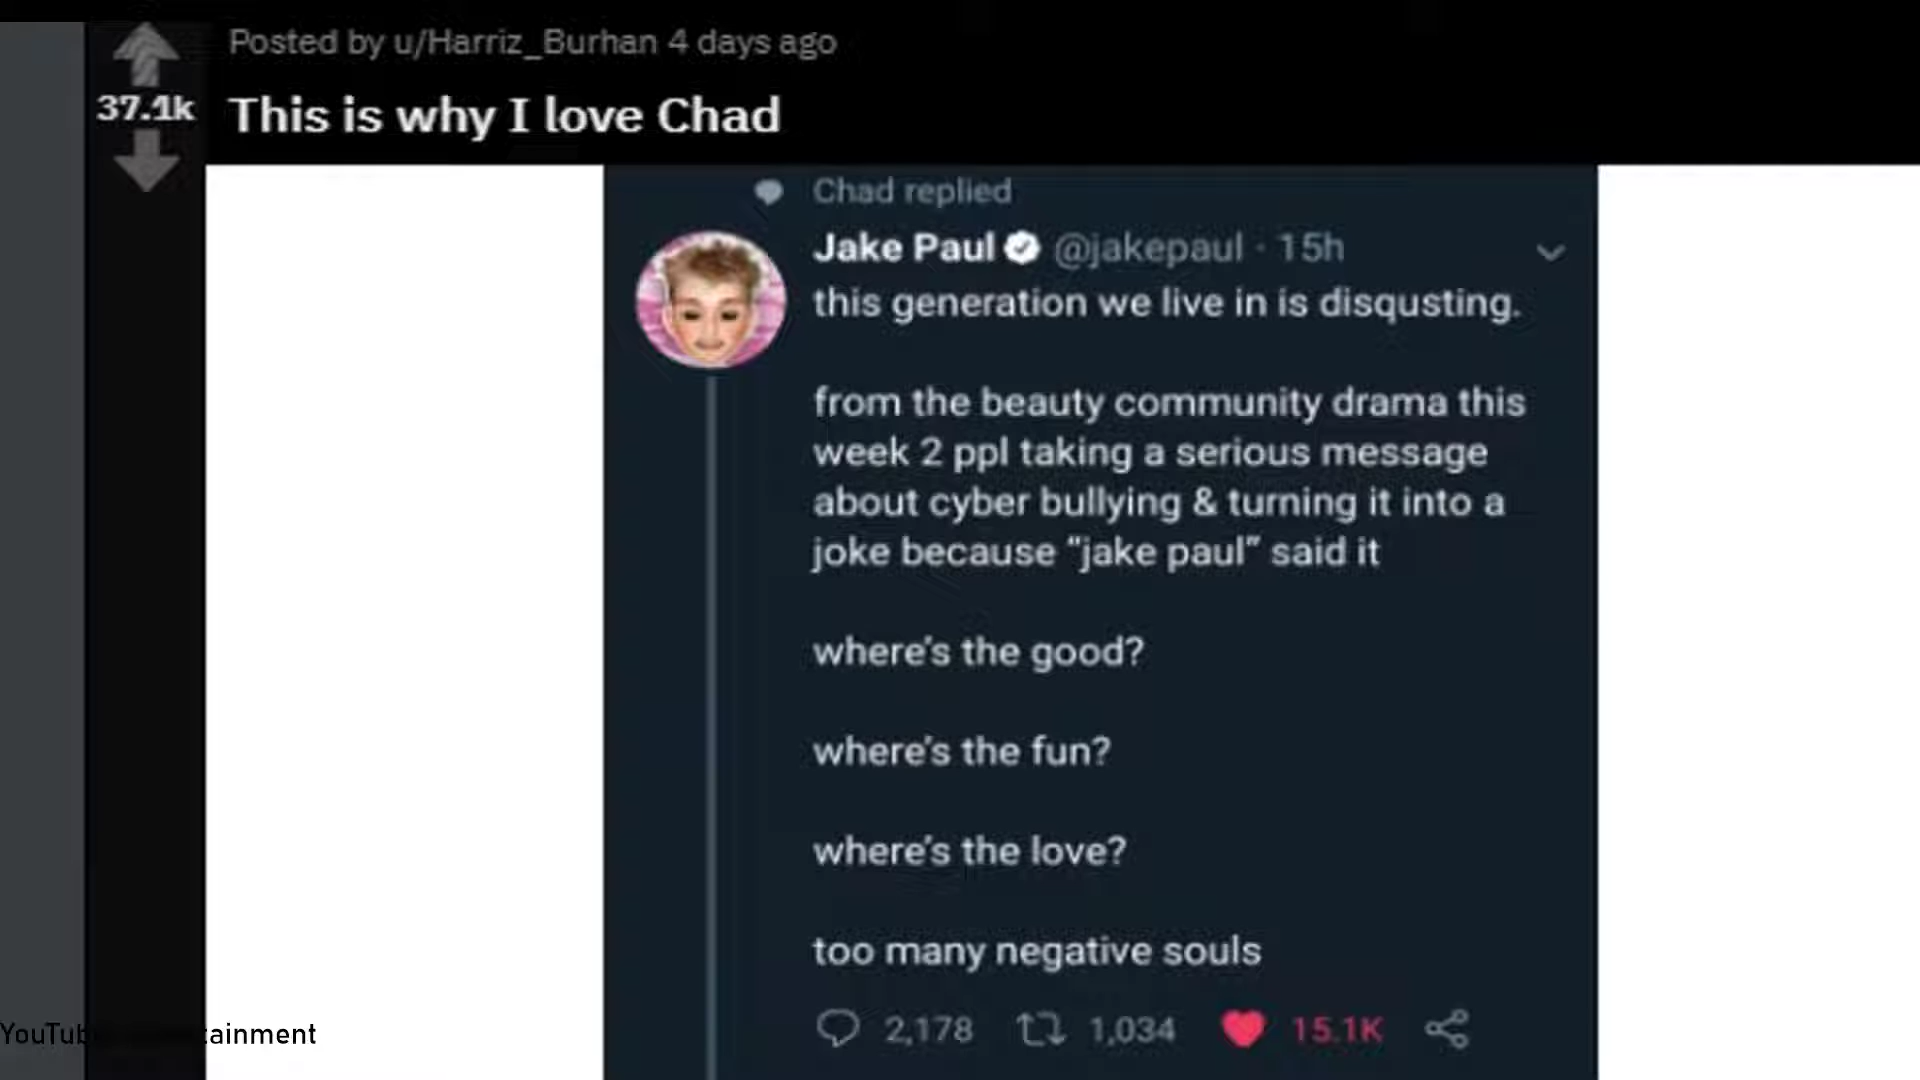 Posted by u/Harriz_Burhan 4 days ago
37.1k
This is why I love Chad
Chad replied
Jake Paul @jakepaul · 15h
this generation we live in is disqusting.
from the beauty community drama this
week 2 ppl taking a serious message
about cyber bullying & turning it into a
joke because “jake paul” said it
where's the good?
where's the fun?
where's the love?
too many negative souls
2,178 1,034 15.1K